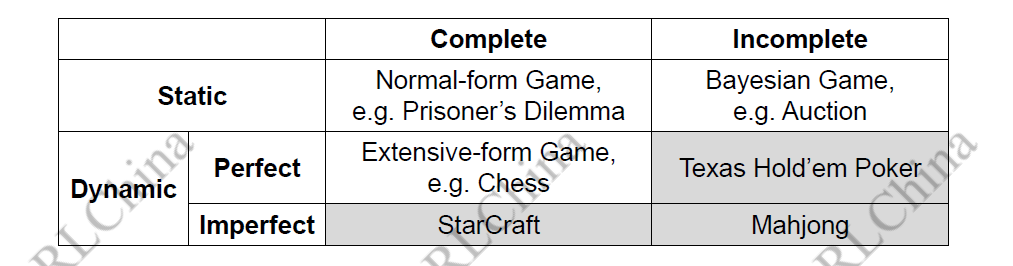 Complete Incomplete
Static
Normal-form Game,
e.g. Prisoner’s Dilemma
Bayesian Game,
e.g. Auction
Dynamic
Perfect
Extensive-form Game,
e.g. Chess
Texas Hold’em Poker
Imperfect StarCraft Mahjong
RLChina
RLChina
RLChina